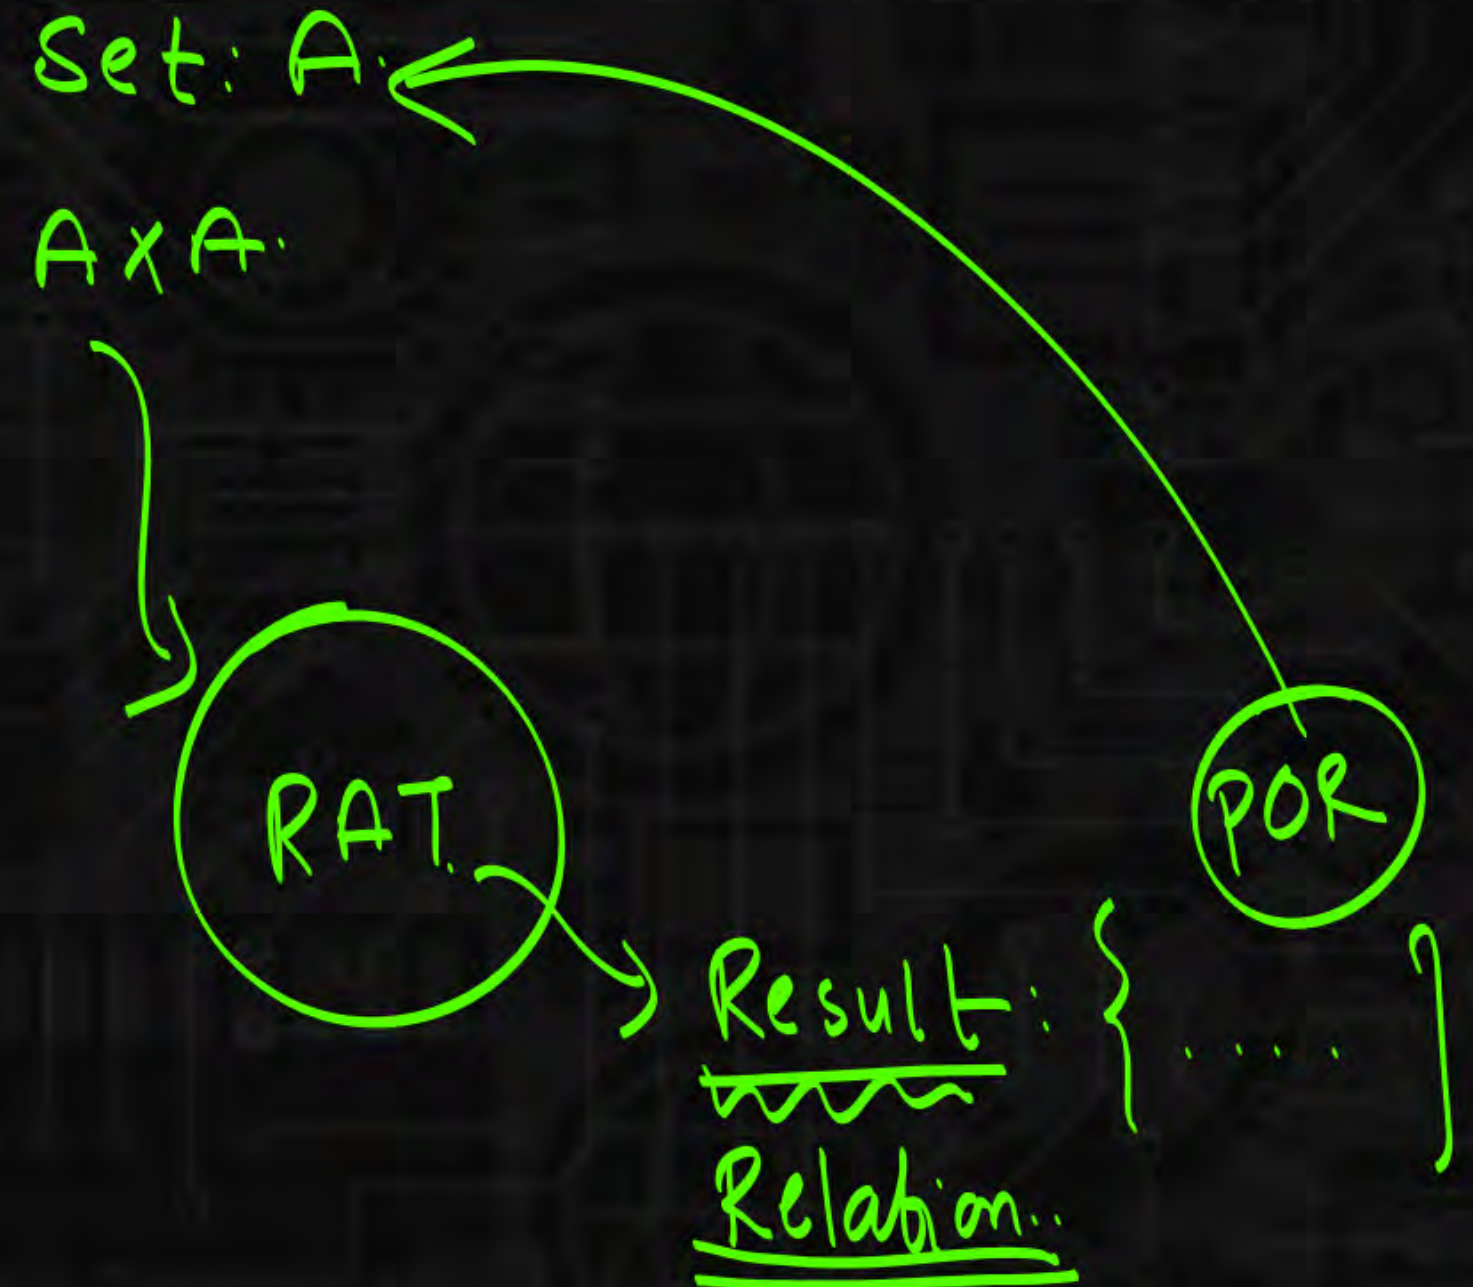 Set: A.
A X A.
RAT.
POR
Result: { .... }
Relation..